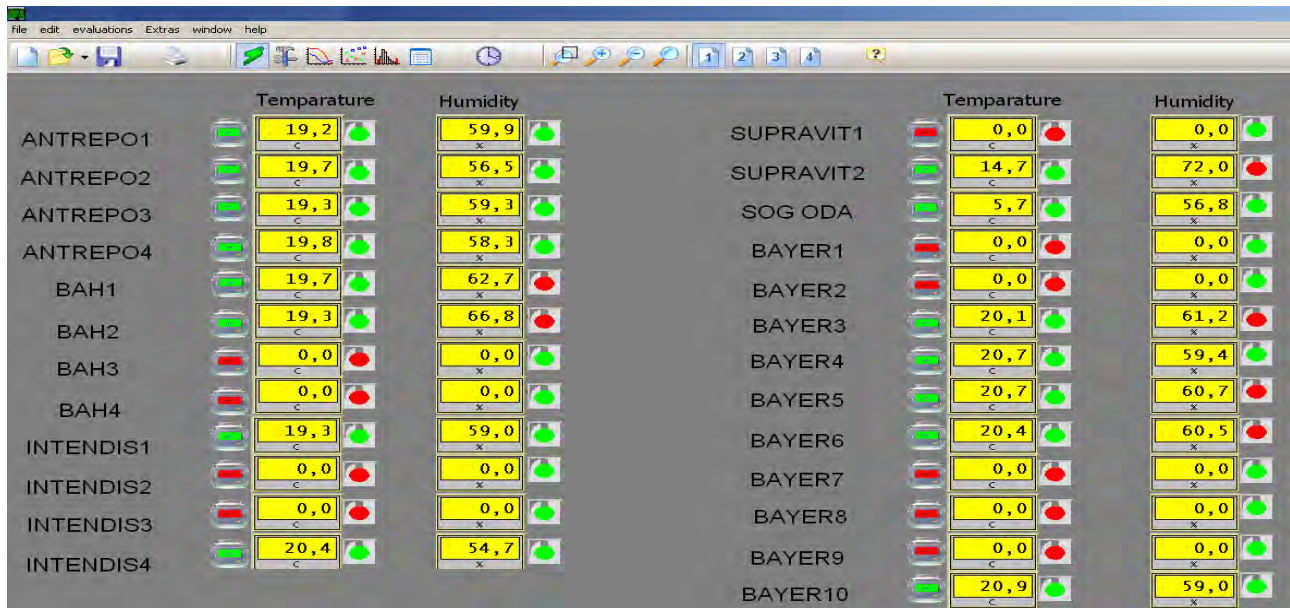 file edit evaluations Extras window help
1 2 3 4 ?
Temparature Humidity Temparature Humidity
ANTREPO1 19,2 C 59,9 % SUPRAVIT1 0,0 C 0,0 %
ANTREPO2 19,7 C 56,5 % SUPRAVIT2 14,7 C 72,0 %
ANTREPO3 19,3 C 59,3 % SOG ODA 5,7 C 56,8 %
ANTREPO4 19,8 C 58,3 % BAYER1 0,0 C 0,0 %
BAH1 19,7 C 62,7 % BAYER2 0,0 C 0,0 %
BAH2 19,3 C 66,8 % BAYER3 20,1 C 61,2 %
BAH3 0,0 C 0,0 % BAYER4 20,7 C 59,4 %
BAH4 0,0 C 0,0 % BAYER5 20,7 C 60,7 %
INTENDIS1 19,3 C 59,0 % BAYER6 20,4 C 60,5 %
INTENDIS2 0,0 C 0,0 % BAYER7 0,0 C 0,0 %
INTENDIS3 0,0 C 0,0 % BAYER8 0,0 C 0,0 %
INTENDIS4 20,4 C 54,7 % BAYER9 0,0 C 0,0 %
BAYER10 20,9 C 59,0 %